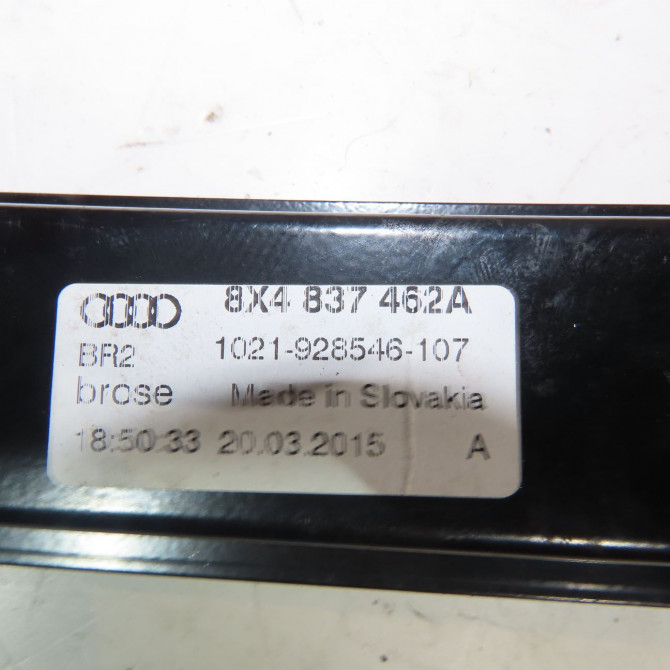 8X4 837 462A
BR2 1021-928546-107
brose Made in Slovakia
18:50:33 20.03.2015 A